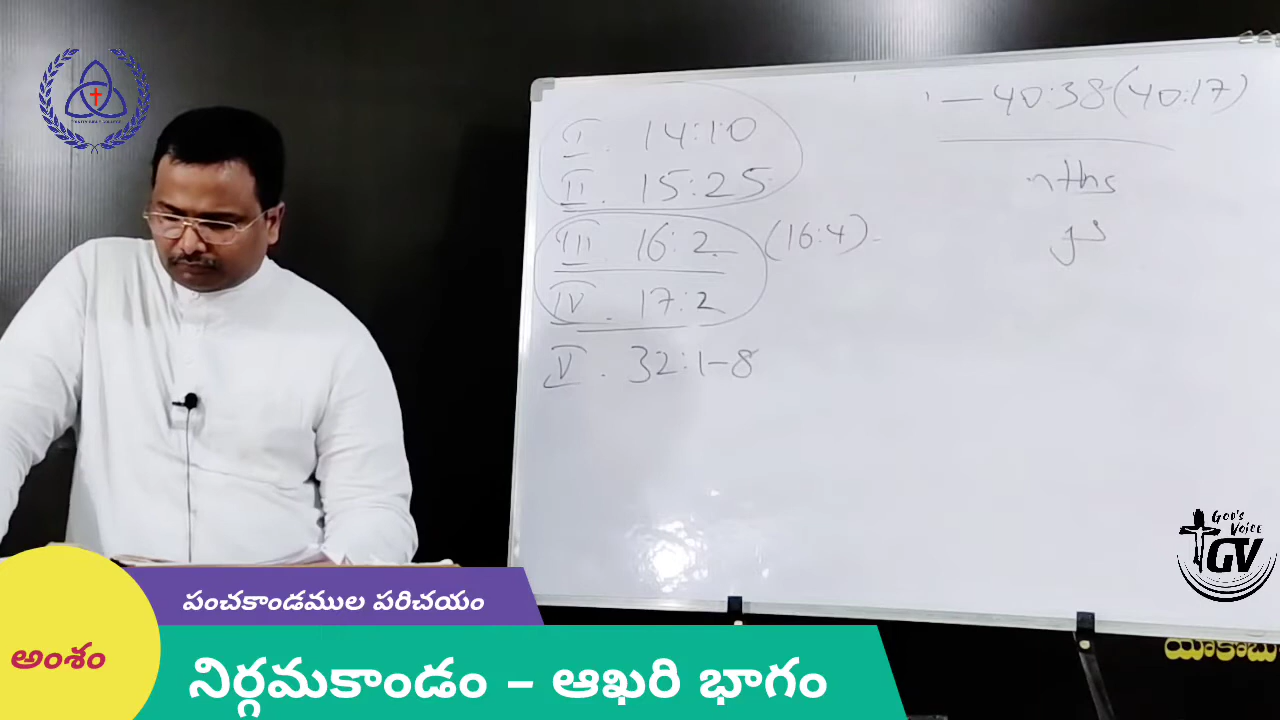 I. 14:10
II. 15:25
III. 16:2 (16:4).
IV. 17:2
V. 32:1-8
— 40:38 (40:17)
nths
GOD'S
VOICE
GV
పంచకాండముల పరిచయం
అంశం
నిర్గమకాండం – ఆఖరి భాగం
యాకోబు